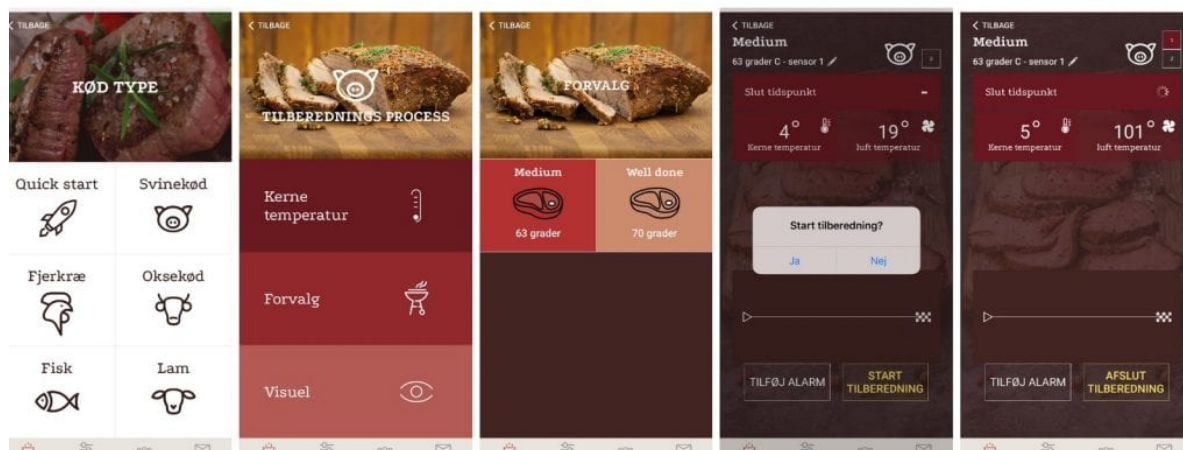 TILBAGE
KØD TYPE
Quick start
Svinekød
Fjerkræ
Oksekød
Fisk
Lam
TILBAGE
TILBEREDNINGS PROCESS
Kerne
temperatur
Forvalg
Visuel
TILBAGE
FORVALG
Medium
Well done
63 grader
70 grader
TILBAGE
Medium
63 grader C - sensor 1
2
Slut tidspunkt
-
4°
19°
Kerne temperatur
luft temperatur
Start tilberedning?
Ja
Nej
TILFØJ ALARM
START
TILBEREDNING
TILBAGE
Medium
63 grader C - sensor 1
1
2
Slut tidspunkt
5°
101°
Kerne temperatur
luft temperatur
TILFØJ ALARM
AFSLUT
TILBEREDNING